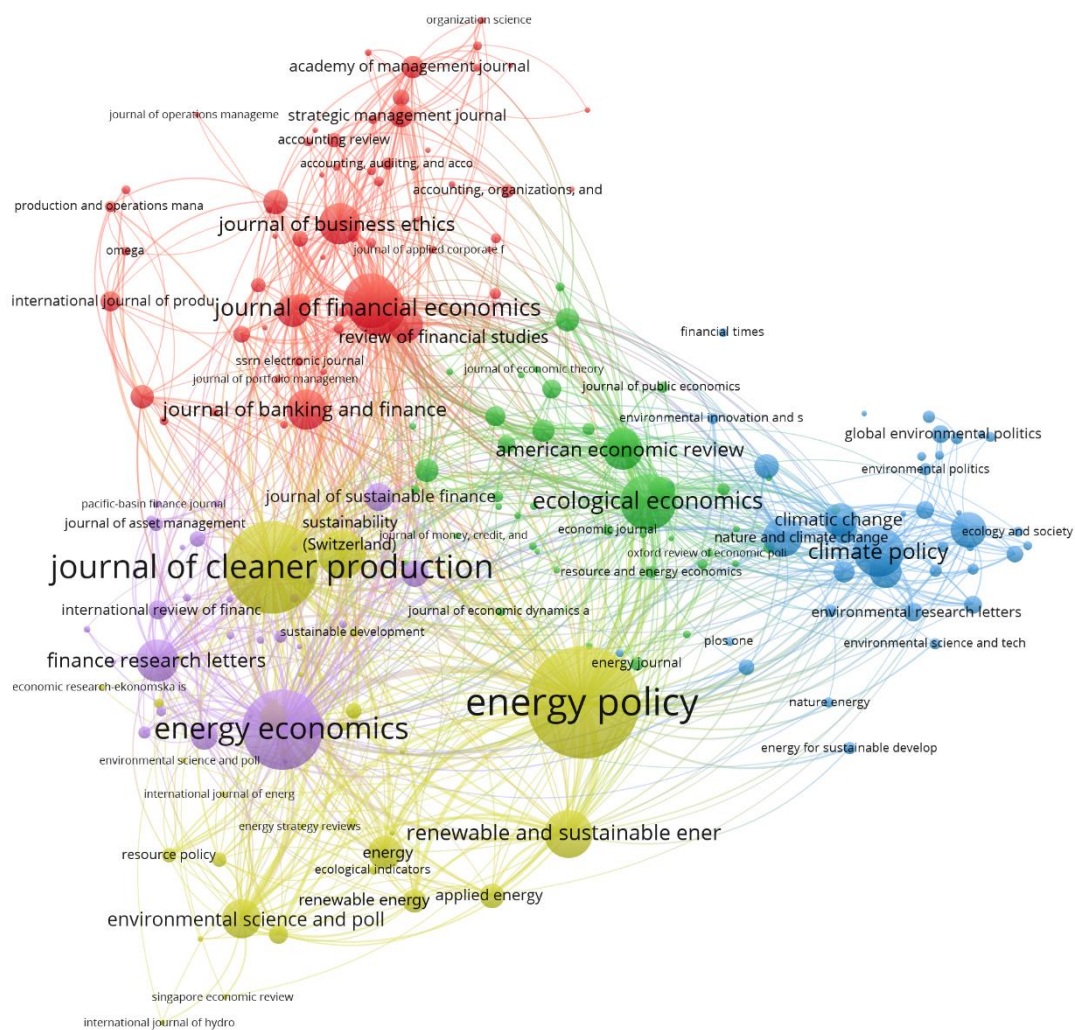 organization science
academy of management journal
journal of operations manageme
strategic management journal
accounting review
accounting, audiitng, and acco
accounting, organizations, and
production and operations mana
journal of business ethics
omega
journal of applied corporate f
international journal of produ
journal of financial economics
financial times
review of financial studies
ssrn electronic journal
journal of economic theory
journal of portfolio managemen
journal of public economics
journal of banking and finance
environmental innovation and s
global environmental politics
american economic review
environmental politics
journal of sustainable finance
ecological economics
pacific-basin finance journal
journal of asset management
sustainability
(Switzerland)
climatic change
economic journal
ecology and society
journal of money, credit, and
nature and climate change
oxford review of economic poli
climate policy
journal of cleaner production
resource and energy economics
international review of financ
journal of economic dynamics a
environmental research letters
sustainable development
plos one
environmental science and tech
finance research letters
energy journal
economic research-ekonomska is
energy policy
nature energy
energy economics
energy for sustainable develop
environmental science and poll
international journal of energ
energy strategy reviews
renewable and sustainable ener
resource policy
energy
ecological indicators
renewable energy
applied energy
environmental science and poll
singapore economic review
international journal of hydro